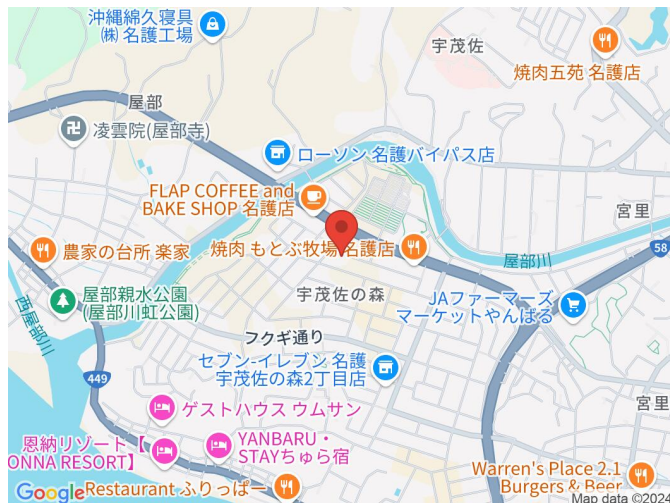 沖縄綿久寝具
(株) 名護工場
宇茂佐
焼肉五苑 名護店
屋部
凌雲院(屋部寺)
ローソン 名護バイパス店
FLAP COFFEE and
BAKE SHOP 名護店
宮里
農家の台所 楽家
焼肉 もとぶ牧場 名護店
58
屋部川
屋部親水公園
(屋部川虹公園)
宇茂佐の森
JAファーマーズ
マーケットやんばる
西屋部川
フクギ通り
セブン-イレブン 名護
宇茂佐の森2丁目店
449
ゲストハウス ウムサン
宮里
恩納リゾート【
ONNA RESORT】
YANBARU・
STAYちゅら宿
Warren's Place 2.1
Burgers & Beer
Google
Restaurant ふりっぱー
Map data ©2024